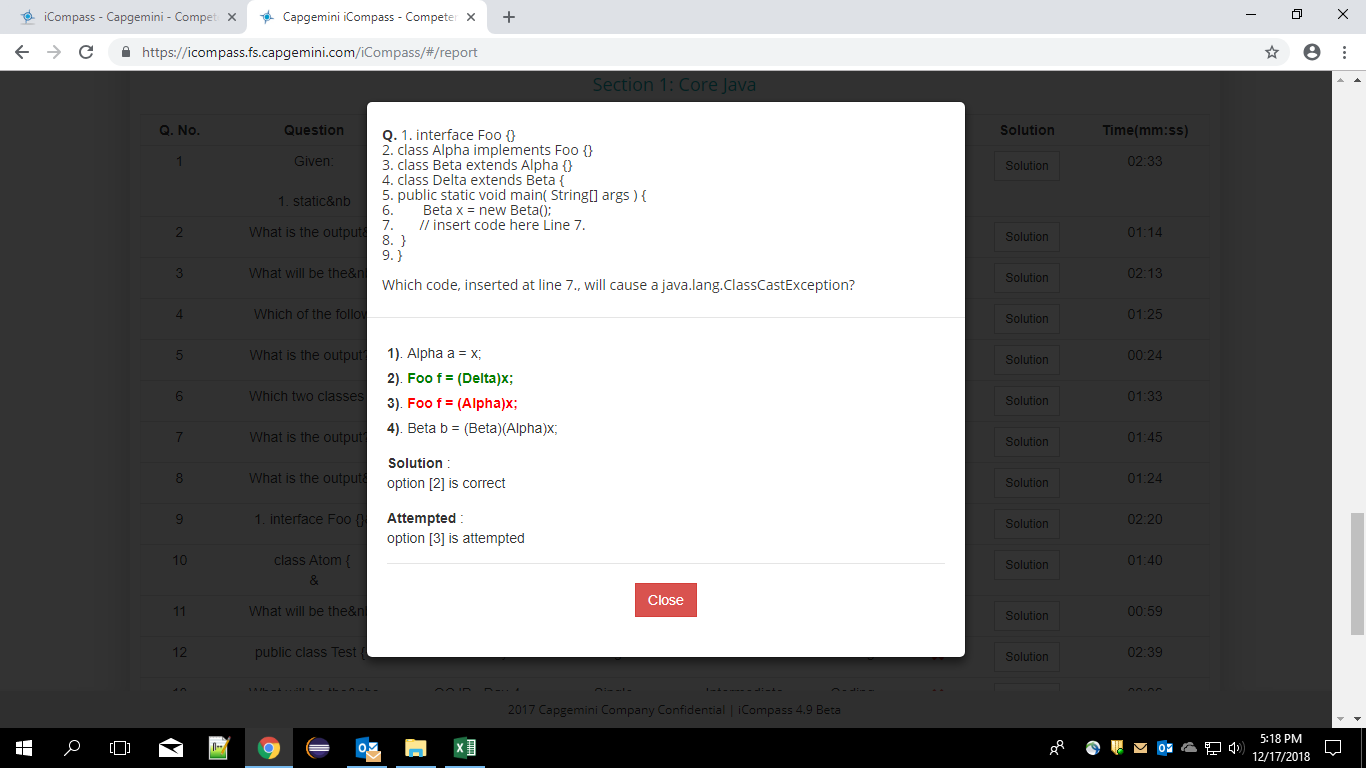 iCompass - Capgemini - Compet
Capgemini iCompass - Competen
https://icompass.fs.capgemini.com/iCompass/#/report
Section 1: Core Java
Q. No. Question Solution Time(mm:ss)
1 Given: Solution 02:33
1. static&nb
2 What is the output& Solution 01:14
3 What will be the&n Solution 02:13
4 Which of the follow Solution 01:25
5 What is the output? Solution 00:24
6 Which two classes Solution 01:33
7 What is the output? Solution 01:45
8 What is the output& Solution 01:24
9 1. interface Foo {}& Solution 02:20
10 class Atom { Solution 01:40
&
11 What will be the&n Solution 00:59
12 public class Test { Solution 02:39
Q. 1. interface Foo {}
2. class Alpha implements Foo {}
3. class Beta extends Alpha {}
4. class Delta extends Beta {
5. public static void main( String[] args ) {
6. Beta x = new Beta();
7. // insert code here Line 7.
8. }
9. }
Which code, inserted at line 7., will cause a java.lang.ClassCastException?
1). Alpha a = x;
2). Foo f = (Delta)x;
3). Foo f = (Alpha)x;
4). Beta b = (Beta)(Alpha)x;
Solution :
option [2] is correct
Attempted :
option [3] is attempted
Close
2017 Capgemini Company Confidential | iCompass 4.9 Beta
5:18 PM
12/17/2018